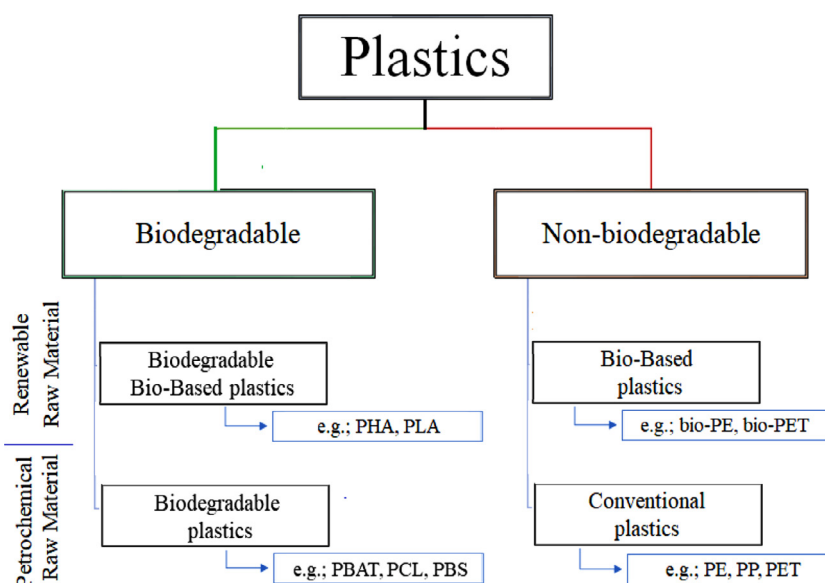 Plastics
Biodegradable
Non-biodegradable
Renewable
Raw Material
Biodegradable
Bio-Based plastics
e.g.; PHA, PLA
Bio-Based
plastics
e.g.; bio-PE, bio-PET
Petrochemical
Raw Material
Biodegradable
plastics
e.g.; PBAT, PCL, PBS
Conventional
plastics
e.g.; PE, PP, PET